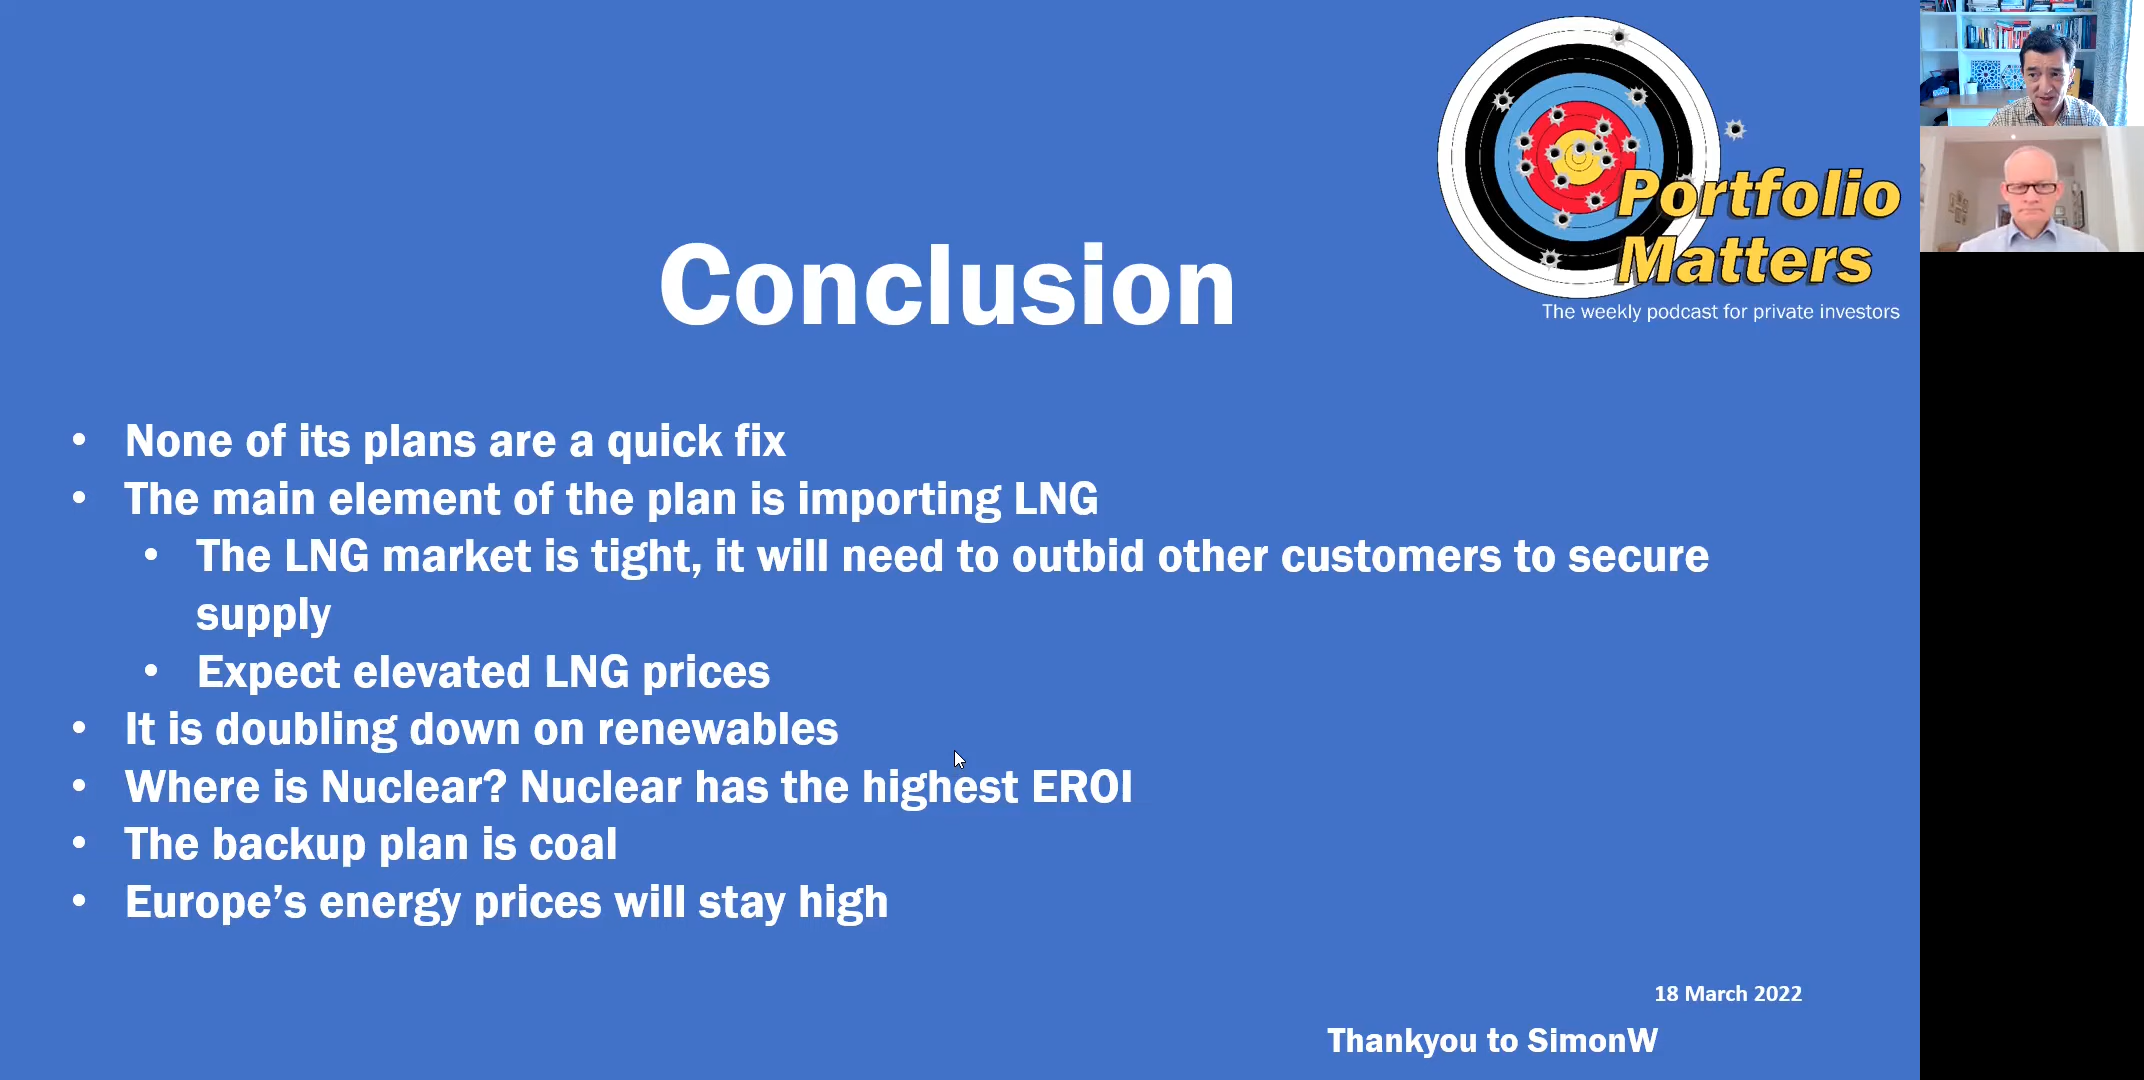 Portfolio
Matters
The weekly podcast for private investors
Conclusion
• None of its plans are a quick fix
• The main element of the plan is importing LNG
• The LNG market is tight, it will need to outbid other customers to secure
supply
• Expect elevated LNG prices
• It is doubling down on renewables
• Where is Nuclear? Nuclear has the highest EROI
• The backup plan is coal
• Europe’s energy prices will stay high
18 March 2022
Thankyou to SimonW